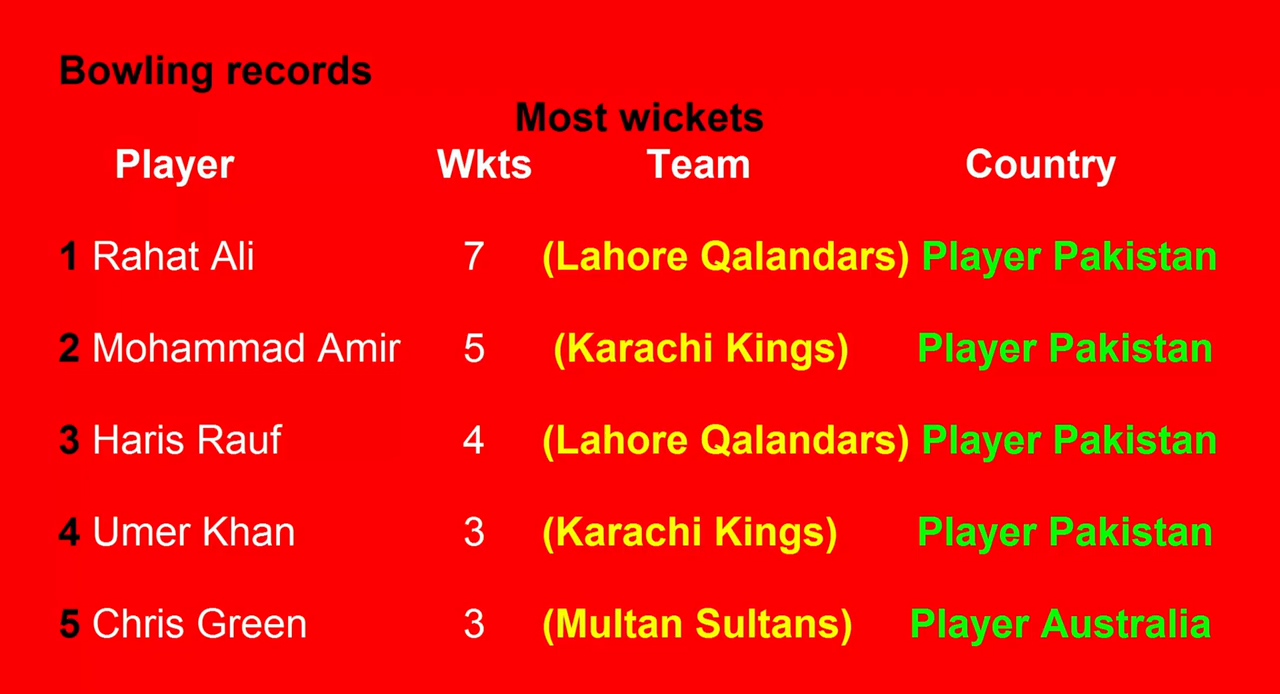 Bowling records
Most wickets
Player Wkts Team Country
1 Rahat Ali 7 (Lahore Qalandars) Player Pakistan
2 Mohammad Amir 5 (Karachi Kings) Player Pakistan
3 Haris Rauf 4 (Lahore Qalandars) Player Pakistan
4 Umer Khan 3 (Karachi Kings) Player Pakistan
5 Chris Green 3 (Multan Sultans) Player Australia